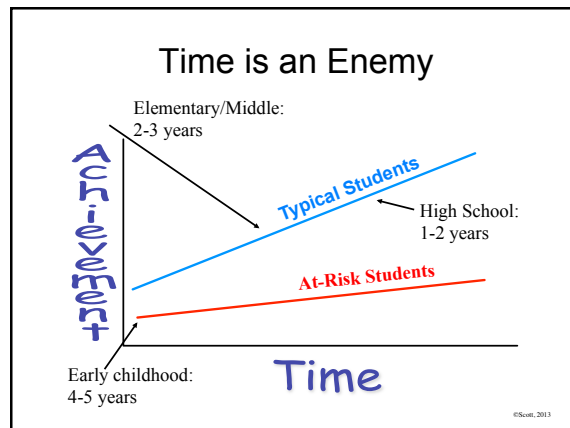 Time is an Enemy
Elementary/Middle:
2-3 years
Achievement
Typical Students
High School:
1-2 years
At-Risk Students
Early childhood:
4-5 years
Time
©Scott, 2013